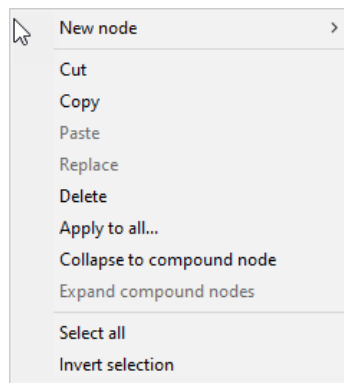 New node
Cut
Copy
Paste
Replace
Delete
Apply to all...
Collapse to compound node
Expand compound nodes
Select all
Invert selection